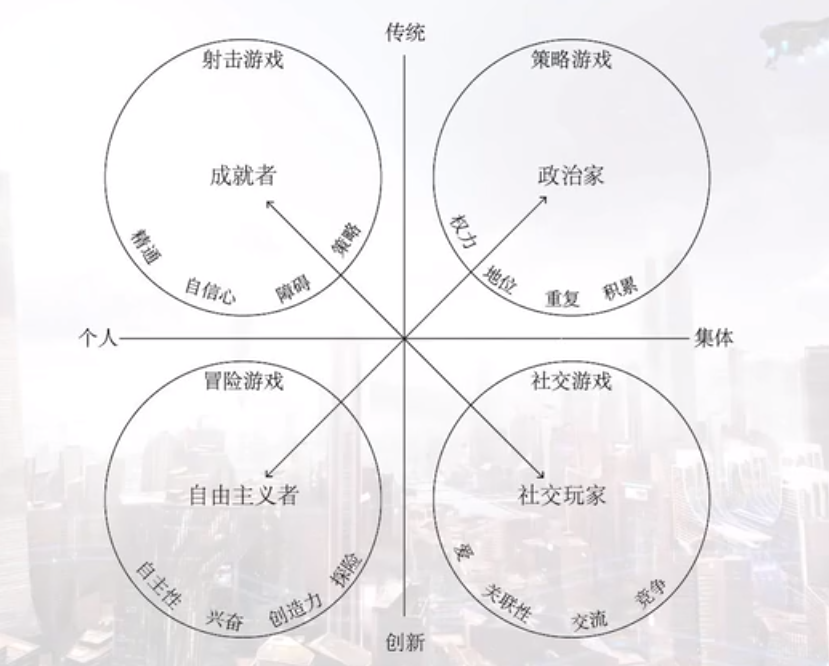 传统
射击游戏
策略游戏
成就者
政治家
精通
自信心
障碍
策略
权力
地位
重复
积累
个人
集体
冒险游戏
社交游戏
自由主义者
社交玩家
自主性
兴奋
创造力
探险
爱
关联性
交流
竞争
创新